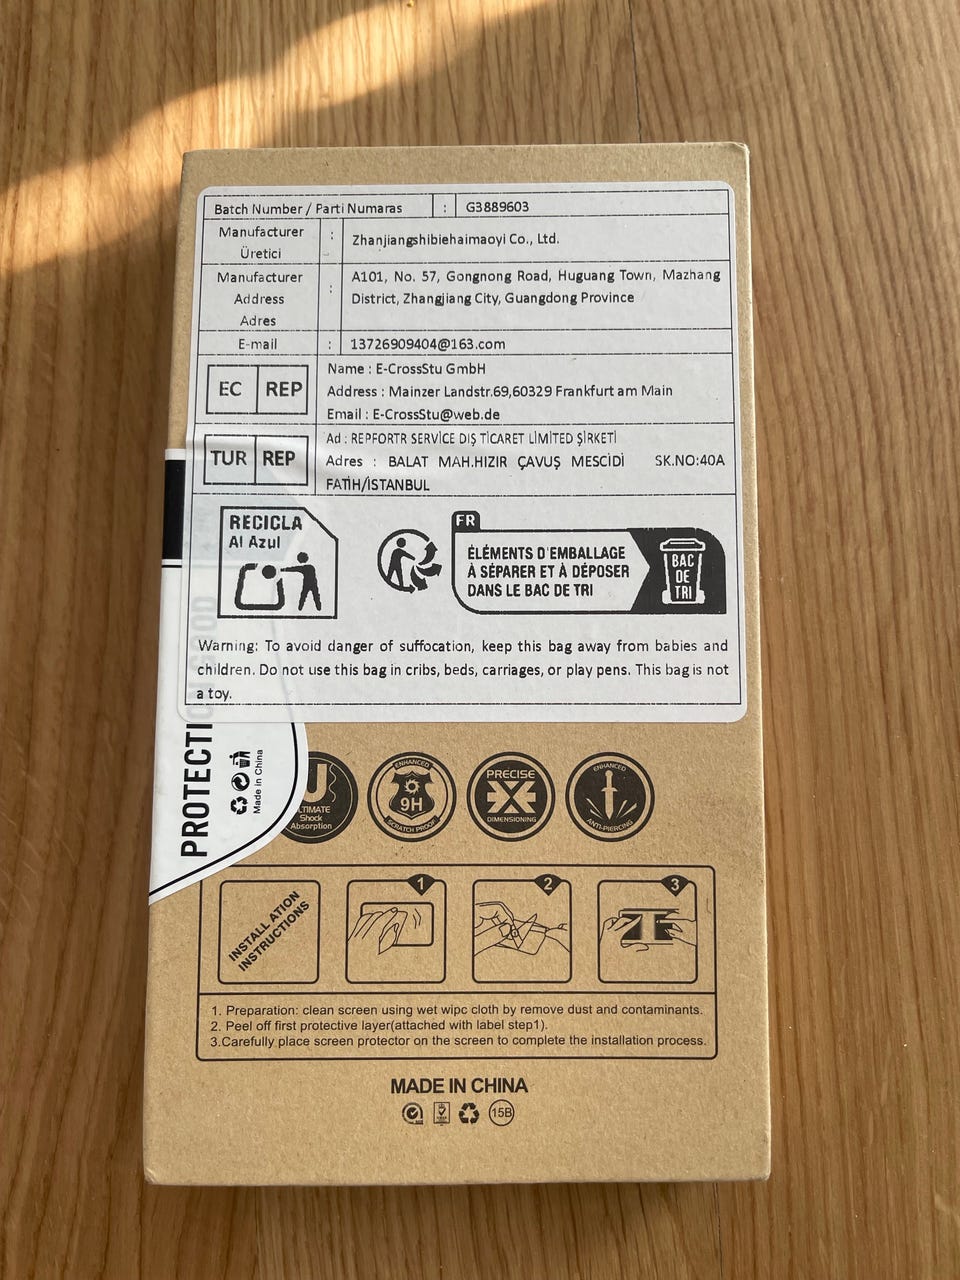 Batch Number / Parti Numaras : G3889603
Manufacturer
Üretici : Zhanjiangshibiehaimaoyi Co., Ltd.
Manufacturer
Address
Adres : A101, No. 57, Gongnong Road, Huguang Town, Mazhang
District, Zhangjiang City, Guangdong Province
E-mail : 13726909404@163.com
EC REP
Name : E-CrossStu GmbH
Address : Mainzer Landstr.69,60329 Frankfurt am Main
Email : E-CrossStu@web.de
TUR REP
Ad : REPFORTR SERVİCE DIŞ TİCARET LİMİTED ŞİRKETİ
Adres : BALAT MAH.HIZIR ÇAVUŞ MESCİDİ SK.NO:40A
FATİH/İSTANBUL
RECICLA
Al Azul
FR
ÉLÉMENTS D'EMBALLAGE
À SÉPARER ET À DÉPOSER
DANS LE BAC DE TRI
BAC
DE
TRI
Warning: To avoid danger of suffocation, keep this bag away from babies and
children. Do not use this bag in cribs, beds, carriages, or play pens. This bag is not
a toy.
PROTECTI
Made in China
U
LTIMATE
Shock
Absorption
ENHANCED
9H
SCRATCH PROOF
PRECISE
DIMENSIONING
ENHANCED
ANTI-PIERCING
INSTALL ATION
INSTRUCTIONS
1
2
3
1. Preparation: clean screen using wet wipc cloth by remove dust and contaminants.
2. Peel off first protective layer(attached with label step1).
3.Carefully place screen protector on the screen to complete the installation process.
MADE IN CHINA
15B